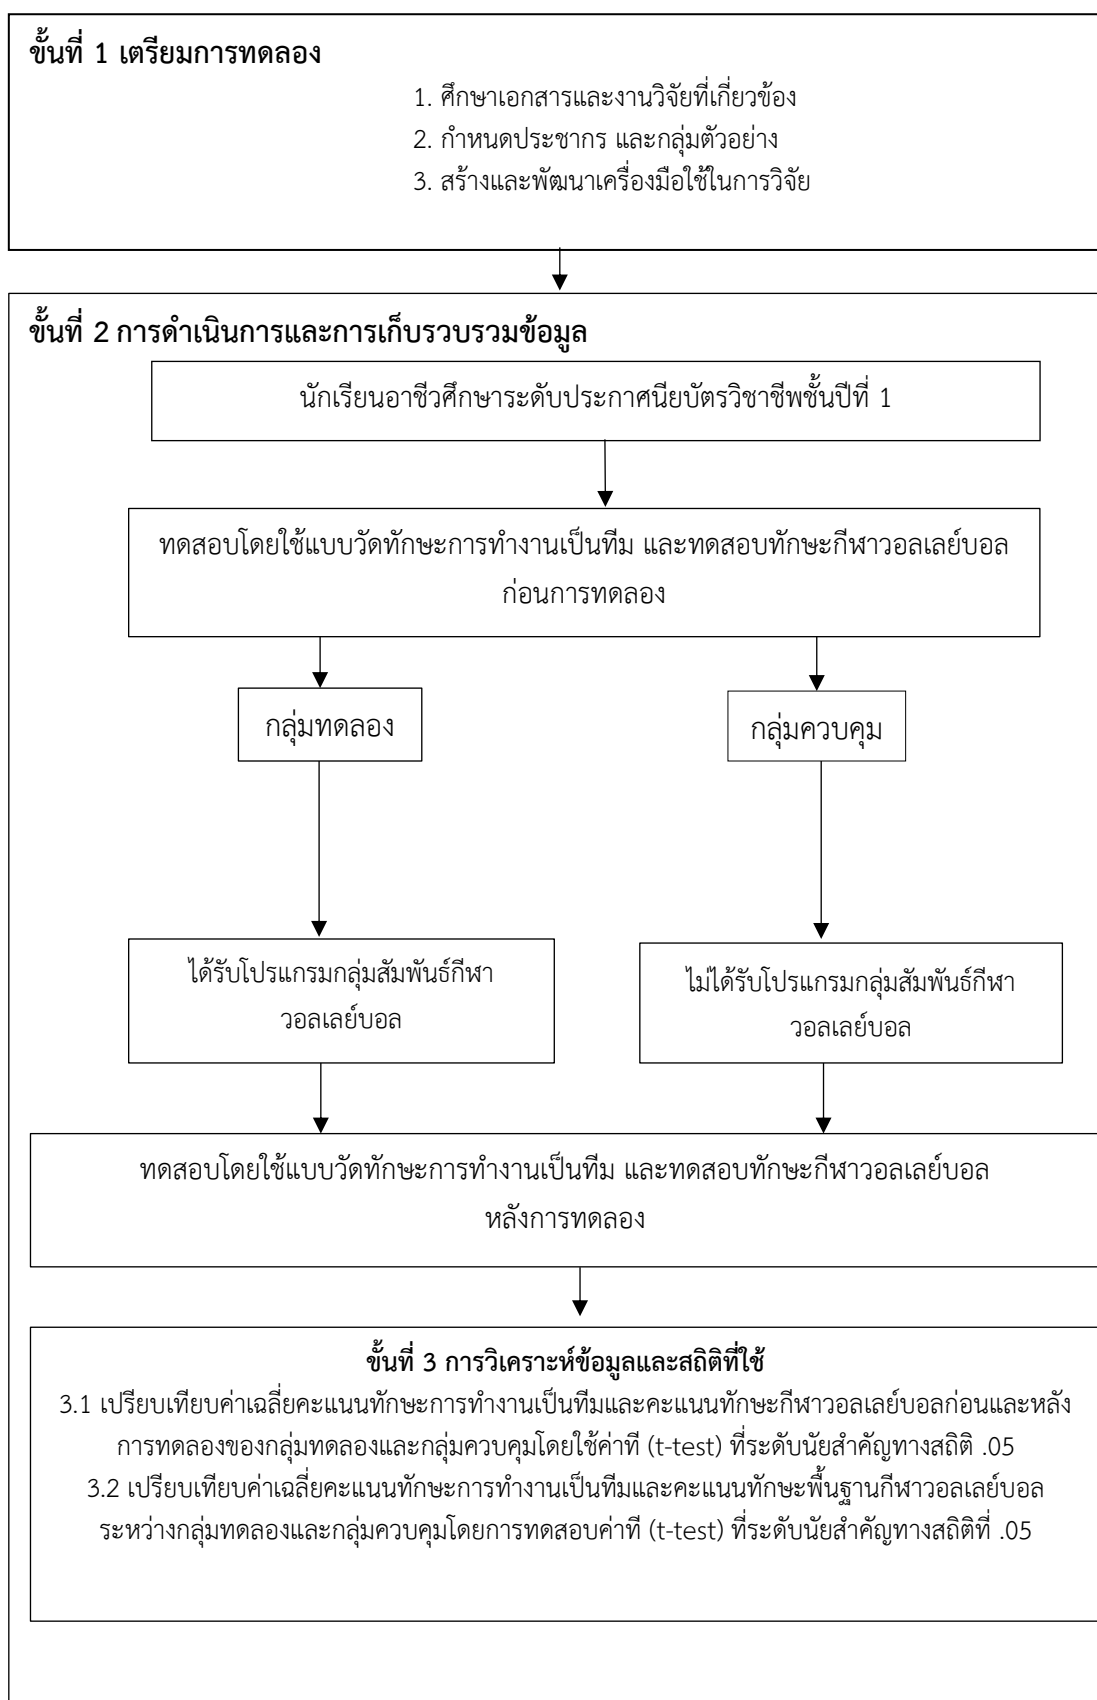 ขั้นที่ 1 เตรียมการทดลอง
1. ศึกษาเอกสารและงานวิจัยที่เกี่ยวข้อง
2. กำหนดประชากร และกลุ่มตัวอย่าง
3. สร้างและพัฒนาเครื่องมือใช้ในการวิจัย
ขั้นที่ 2 การดำเนินการและการเก็บรวบรวมข้อมูล
นักเรียนอาชีวศึกษาระดับประกาศนียบัตรวิชาชีพชั้นปีที่ 1
ทดสอบโดยใช้แบบวัดทักษะการทำงานเป็นทีม และทดสอบทักษะกีฬาวอลเลย์บอล
ก่อนการทดลอง
กลุ่มทดลอง
กลุ่มควบคุม
ได้รับโปรแกรมกลุ่มสัมพันธ์กีฬา
วอลเลย์บอล
ไม่ได้รับโปรแกรมกลุ่มสัมพันธ์กีฬา
วอลเลย์บอล
ทดสอบโดยใช้แบบวัดทักษะการทำงานเป็นทีม และทดสอบทักษะกีฬาวอลเลย์บอล
หลังการทดลอง
ขั้นที่ 3 การวิเคราะห์ข้อมูลและสถิติที่ใช้
3.1 เปรียบเทียบค่าเฉลี่ยคะแนนทักษะการทำงานเป็นทีมและคะแนนทักษะกีฬาวอลเลย์บอลก่อนและหลัง
การทดลองของกลุ่มทดลองและกลุ่มควบคุมโดยใช้ค่าที (t-test) ที่ระดับนัยสำคัญทางสถิติ .05
3.2 เปรียบเทียบค่าเฉลี่ยคะแนนทักษะการทำงานเป็นทีมและคะแนนทักษะพื้นฐานกีฬาวอลเลย์บอล
ระหว่างกลุ่มทดลองและกลุ่มควบคุมโดยการทดสอบค่าที (t-test) ที่ระดับนัยสำคัญทางสถิติที่ .05